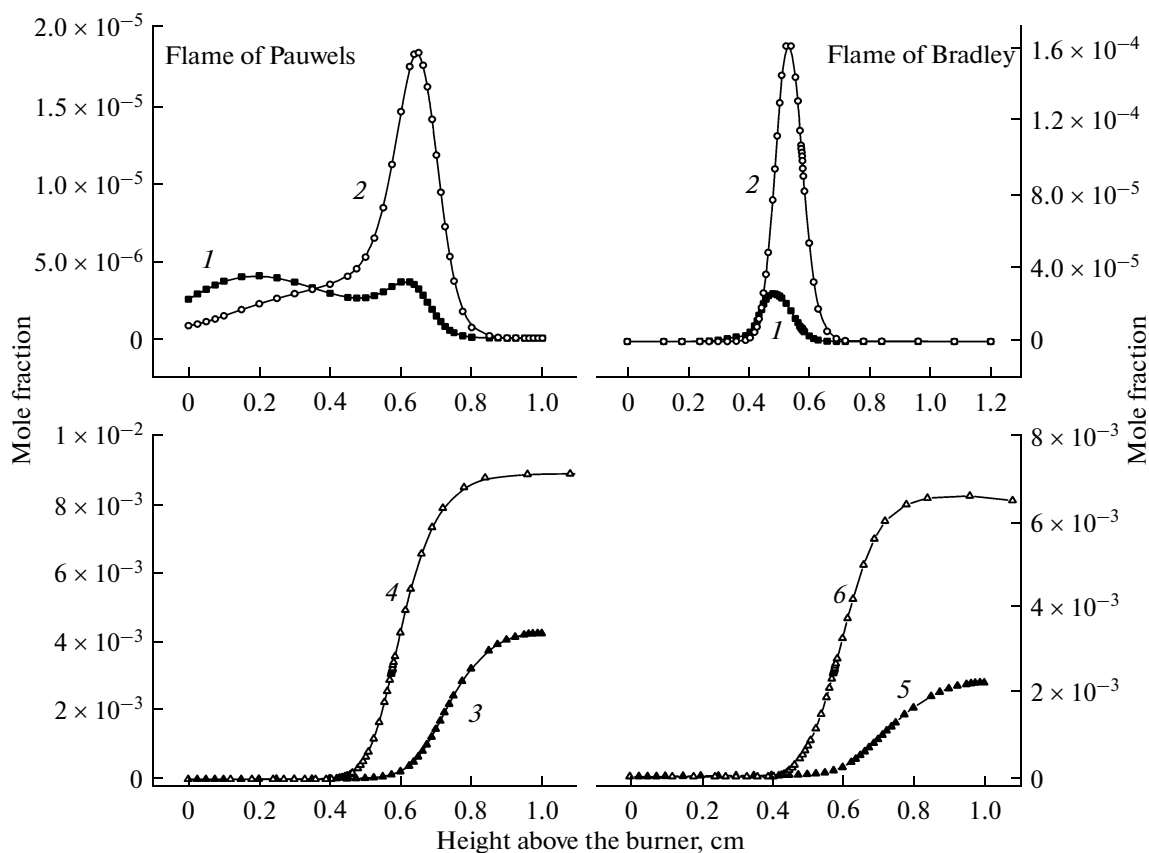 Flame of Pauwels
2.0 × 10⁻⁵
1.5 × 10⁻⁵
1.0 × 10⁻⁵
5.0 × 10⁻⁶
0
1
2
0 0.2 0.4 0.6 0.8 1.0
Flame of Bradley
1.6 × 10⁻⁴
1.2 × 10⁻⁴
8.0 × 10⁻⁵
4.0 × 10⁻⁵
0
2
1
0 0.2 0.4 0.6 0.8 1.0 1.2
Mole fraction
Mole fraction
1 × 10⁻²
8 × 10⁻³
6 × 10⁻³
4 × 10⁻³
2 × 10⁻³
0
4
3
0 0.2 0.4 0.6 0.8 1.0
8 × 10⁻³
6 × 10⁻³
4 × 10⁻³
2 × 10⁻³
0
6
5
0 0.2 0.4 0.6 0.8 1.0
Height above the burner, cm